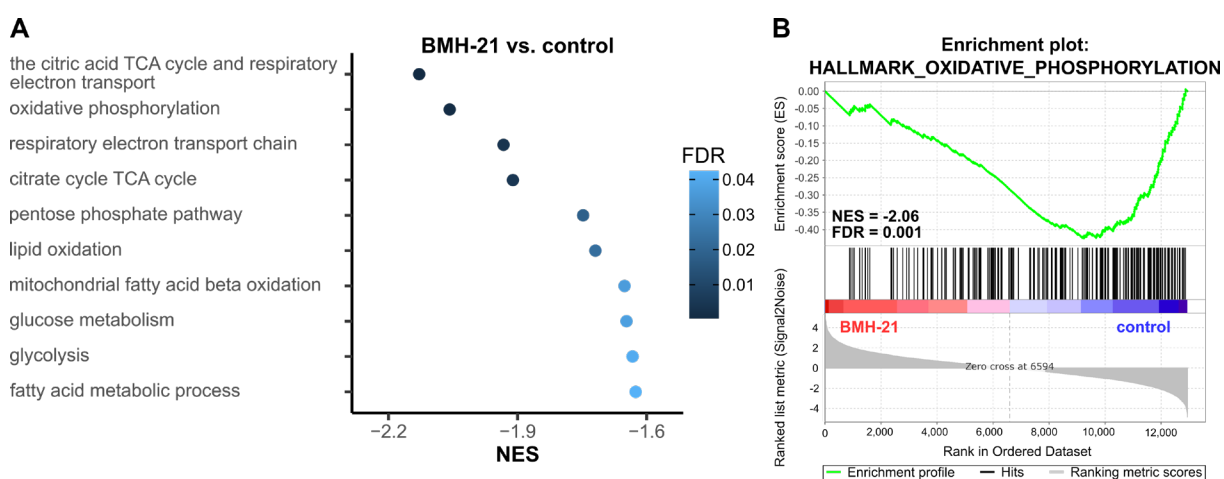 A
BMH-21 vs. control
the citric acid TCA cycle and respiratory
electron transport
oxidative phosphorylation
respiratory electron transport chain
citrate cycle TCA cycle
pentose phosphate pathway
lipid oxidation
mitochondrial fatty acid beta oxidation
glucose metabolism
glycolysis
fatty acid metabolic process
−2.2 −1.9 −1.6
NES
FDR
0.04
0.03
0.02
0.01
B
Enrichment plot:
HALLMARK_OXIDATIVE_PHOSPHORYLATION
Enrichment score (ES)
0.00
-0.05
-0.10
-0.15
-0.20
-0.25
-0.30
-0.35
-0.40
NES = -2.06
FDR = 0.001
BMH-21 control
Ranked list metric (Signal2Noise)
4
2
0
-2
-4
Zero cross at 6594
0 2,000 4,000 6,000 8,000 10,000 12,000
Rank in Ordered Dataset
Enrichment profile Hits Ranking metric scores